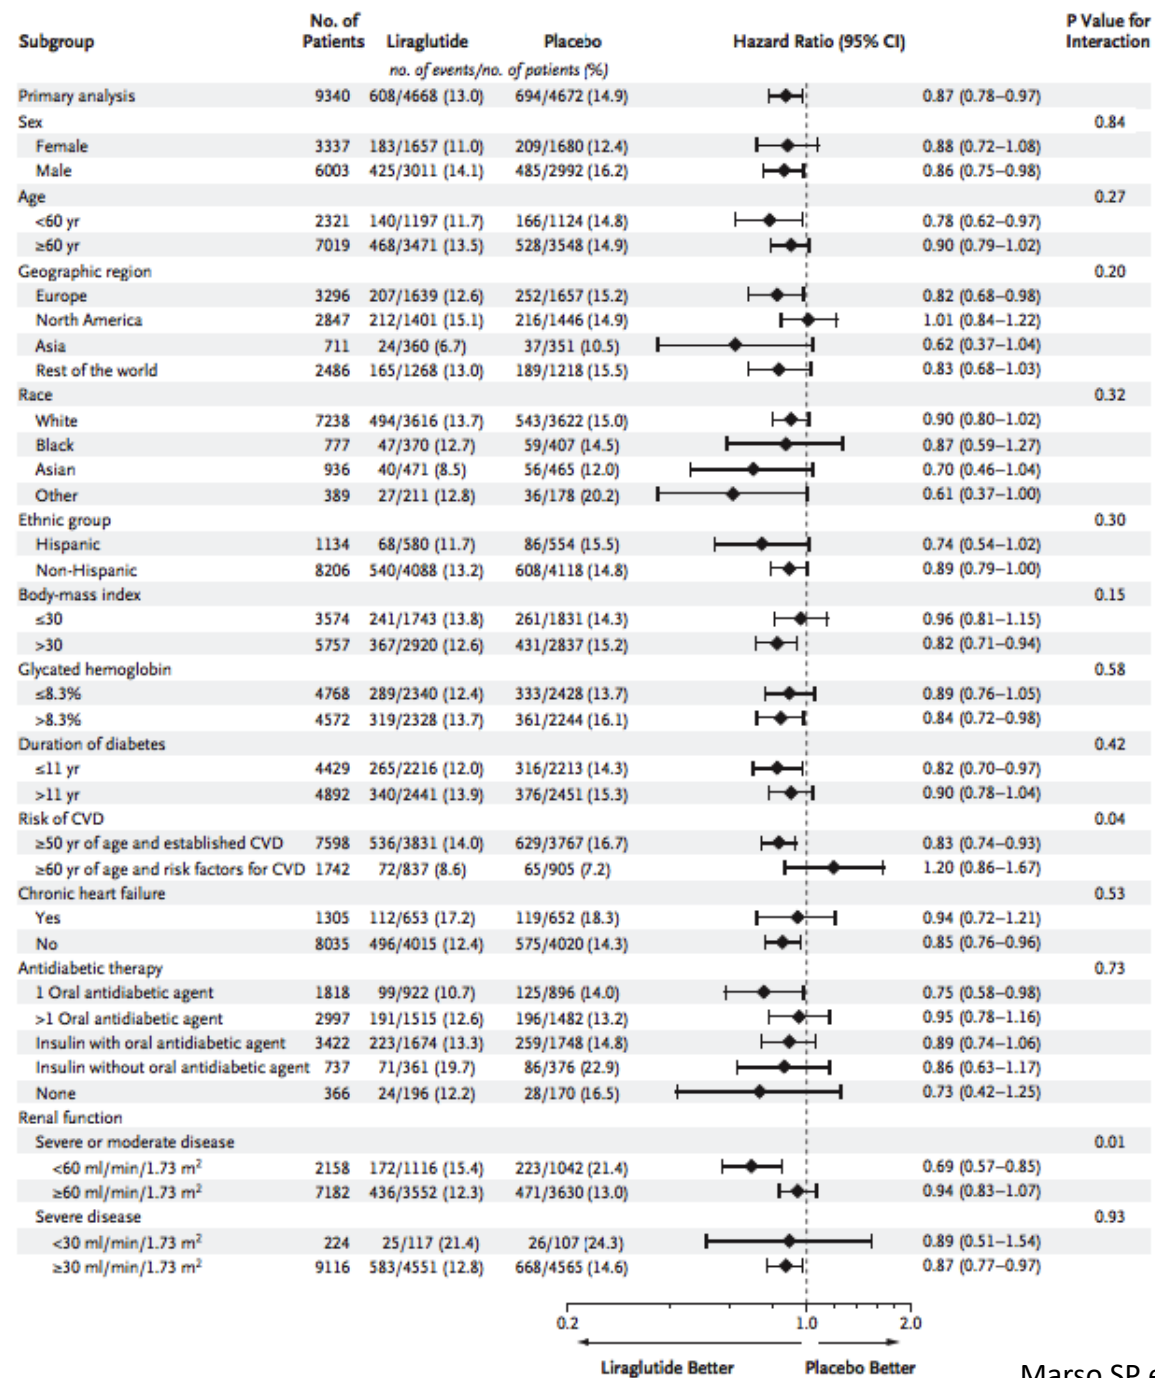 No. of P Value for
Subgroup Patients Liraglutide Placebo Hazard Ratio (95% CI) Interaction
no. of events/no. of patients (%)
Primary analysis 9340 608/4668 (13.0) 694/4672 (14.9) 0.87 (0.78–0.97)
Sex 0.84
Female 3337 183/1657 (11.0) 209/1680 (12.4) 0.88 (0.72–1.08)
Male 6003 425/3011 (14.1) 485/2992 (16.2) 0.86 (0.75–0.98)
Age 0.27
<60 yr 2321 140/1197 (11.7) 166/1124 (14.8) 0.78 (0.62–0.97)
≥60 yr 7019 468/3471 (13.5) 528/3548 (14.9) 0.90 (0.79–1.02)
Geographic region 0.20
Europe 3296 207/1639 (12.6) 252/1657 (15.2) 0.82 (0.68–0.98)
North America 2847 212/1401 (15.1) 216/1446 (14.9) 1.01 (0.84–1.22)
Asia 711 24/360 (6.7) 37/351 (10.5) 0.62 (0.37–1.04)
Rest of the world 2486 165/1268 (13.0) 189/1218 (15.5) 0.83 (0.68–1.03)
Race 0.32
White 7238 494/3616 (13.7) 543/3622 (15.0) 0.90 (0.80–1.02)
Black 777 47/370 (12.7) 59/407 (14.5) 0.87 (0.59–1.27)
Asian 936 40/471 (8.5) 56/465 (12.0) 0.70 (0.46–1.04)
Other 389 27/211 (12.8) 36/178 (20.2) 0.61 (0.37–1.00)
Ethnic group 0.30
Hispanic 1134 68/580 (11.7) 86/554 (15.5) 0.74 (0.54–1.02)
Non-Hispanic 8206 540/4088 (13.2) 608/4118 (14.8) 0.89 (0.79–1.00)
Body-mass index 0.15
≤30 3574 241/1743 (13.8) 261/1831 (14.3) 0.96 (0.81–1.15)
>30 5757 367/2920 (12.6) 431/2837 (15.2) 0.82 (0.71–0.94)
Glycated hemoglobin 0.58
≤8.3% 4768 289/2340 (12.4) 333/2428 (13.7) 0.89 (0.76–1.05)
>8.3% 4572 319/2328 (13.7) 361/2244 (16.1) 0.84 (0.72–0.98)
Duration of diabetes 0.42
≤11 yr 4429 265/2216 (12.0) 316/2213 (14.3) 0.82 (0.70–0.97)
>11 yr 4892 340/2441 (13.9) 376/2451 (15.3) 0.90 (0.78–1.04)
Risk of CVD 0.04
≥50 yr of age and established CVD 7598 536/3831 (14.0) 629/3767 (16.7) 0.83 (0.74–0.93)
≥60 yr of age and risk factors for CVD 1742 72/837 (8.6) 65/905 (7.2) 1.20 (0.86–1.67)
Chronic heart failure 0.53
Yes 1305 112/653 (17.2) 119/652 (18.3) 0.94 (0.72–1.21)
No 8035 496/4015 (12.4) 575/4020 (14.3) 0.85 (0.76–0.96)
Antidiabetic therapy 0.73
1 Oral antidiabetic agent 1818 99/922 (10.7) 125/896 (14.0) 0.75 (0.58–0.98)
>1 Oral antidiabetic agent 2997 191/1515 (12.6) 196/1482 (13.2) 0.95 (0.78–1.16)
Insulin with oral antidiabetic agent 3422 223/1674 (13.3) 259/1748 (14.8) 0.89 (0.74–1.06)
Insulin without oral antidiabetic agent 737 71/361 (19.7) 86/376 (22.9) 0.86 (0.63–1.17)
None 366 24/196 (12.2) 28/170 (16.5) 0.73 (0.42–1.25)
Renal function
Severe or moderate disease 0.01
<60 ml/min/1.73 m² 2158 172/1116 (15.4) 223/1042 (21.4) 0.69 (0.57–0.85)
≥60 ml/min/1.73 m² 7182 436/3552 (12.3) 471/3630 (13.0) 0.94 (0.83–1.07)
Severe disease 0.93
<30 ml/min/1.73 m² 224 25/117 (21.4) 26/107 (24.3) 0.89 (0.51–1.54)
≥30 ml/min/1.73 m² 9116 583/4551 (12.8) 668/4565 (14.6) 0.87 (0.77–0.97)
0.2 1.0 2.0
Liraglutide Better Placebo Better
Marso SP e